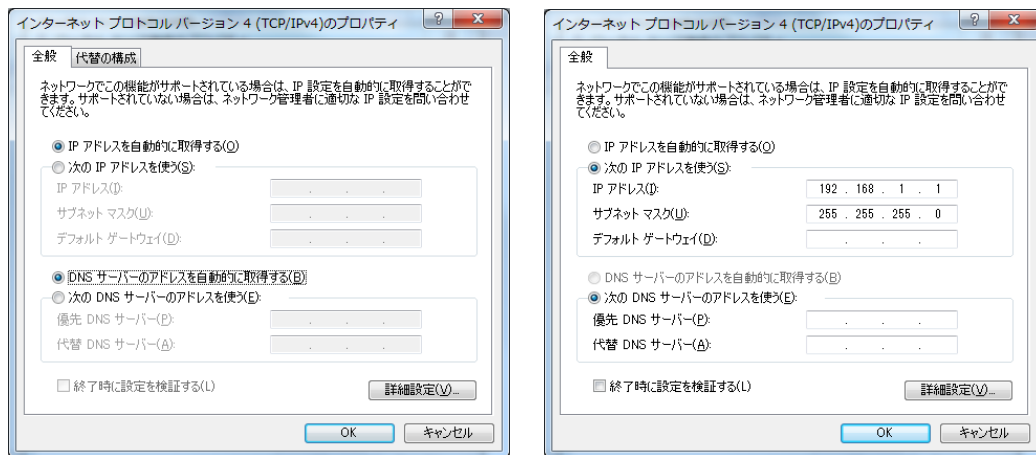 インターネット プロトコル バージョン 4 (TCP/IPv4)のプロパティ
全般
代替の構成
ネットワークでこの機能がサポートされている場合は、IP 設定を自動的に取得することがで
きます。サポートされていない場合は、ネットワーク管理者に適切な IP 設定を問い合わせ
てください。
IP アドレスを自動的に取得する(O)
次の IP アドレスを使う(S):
IP アドレス(I):
サブネット マスク(U):
デフォルト ゲートウェイ(D):
DNS サーバーのアドレスを自動的に取得する(B)
次の DNS サーバーのアドレスを使う(E):
優先 DNS サーバー(P):
代替 DNS サーバー(A):
終了時に設定を検証する(L)
詳細設定(V)...
OK
キャンセル
インターネット プロトコル バージョン 4 (TCP/IPv4)のプロパティ
全般
ネットワークでこの機能がサポートされている場合は、IP 設定を自動的に取得することがで
きます。サポートされていない場合は、ネットワーク管理者に適切な IP 設定を問い合わせ
てください。
IP アドレスを自動的に取得する(O)
次の IP アドレスを使う(S):
IP アドレス(I): 192 . 168 . 1 . 1
サブネット マスク(U): 255 . 255 . 255 . 0
デフォルト ゲートウェイ(D):
DNS サーバーのアドレスを自動的に取得する(B)
次の DNS サーバーのアドレスを使う(E):
優先 DNS サーバー(P):
代替 DNS サーバー(A):
終了時に設定を検証する(L)
詳細設定(V)...
OK
キャンセル